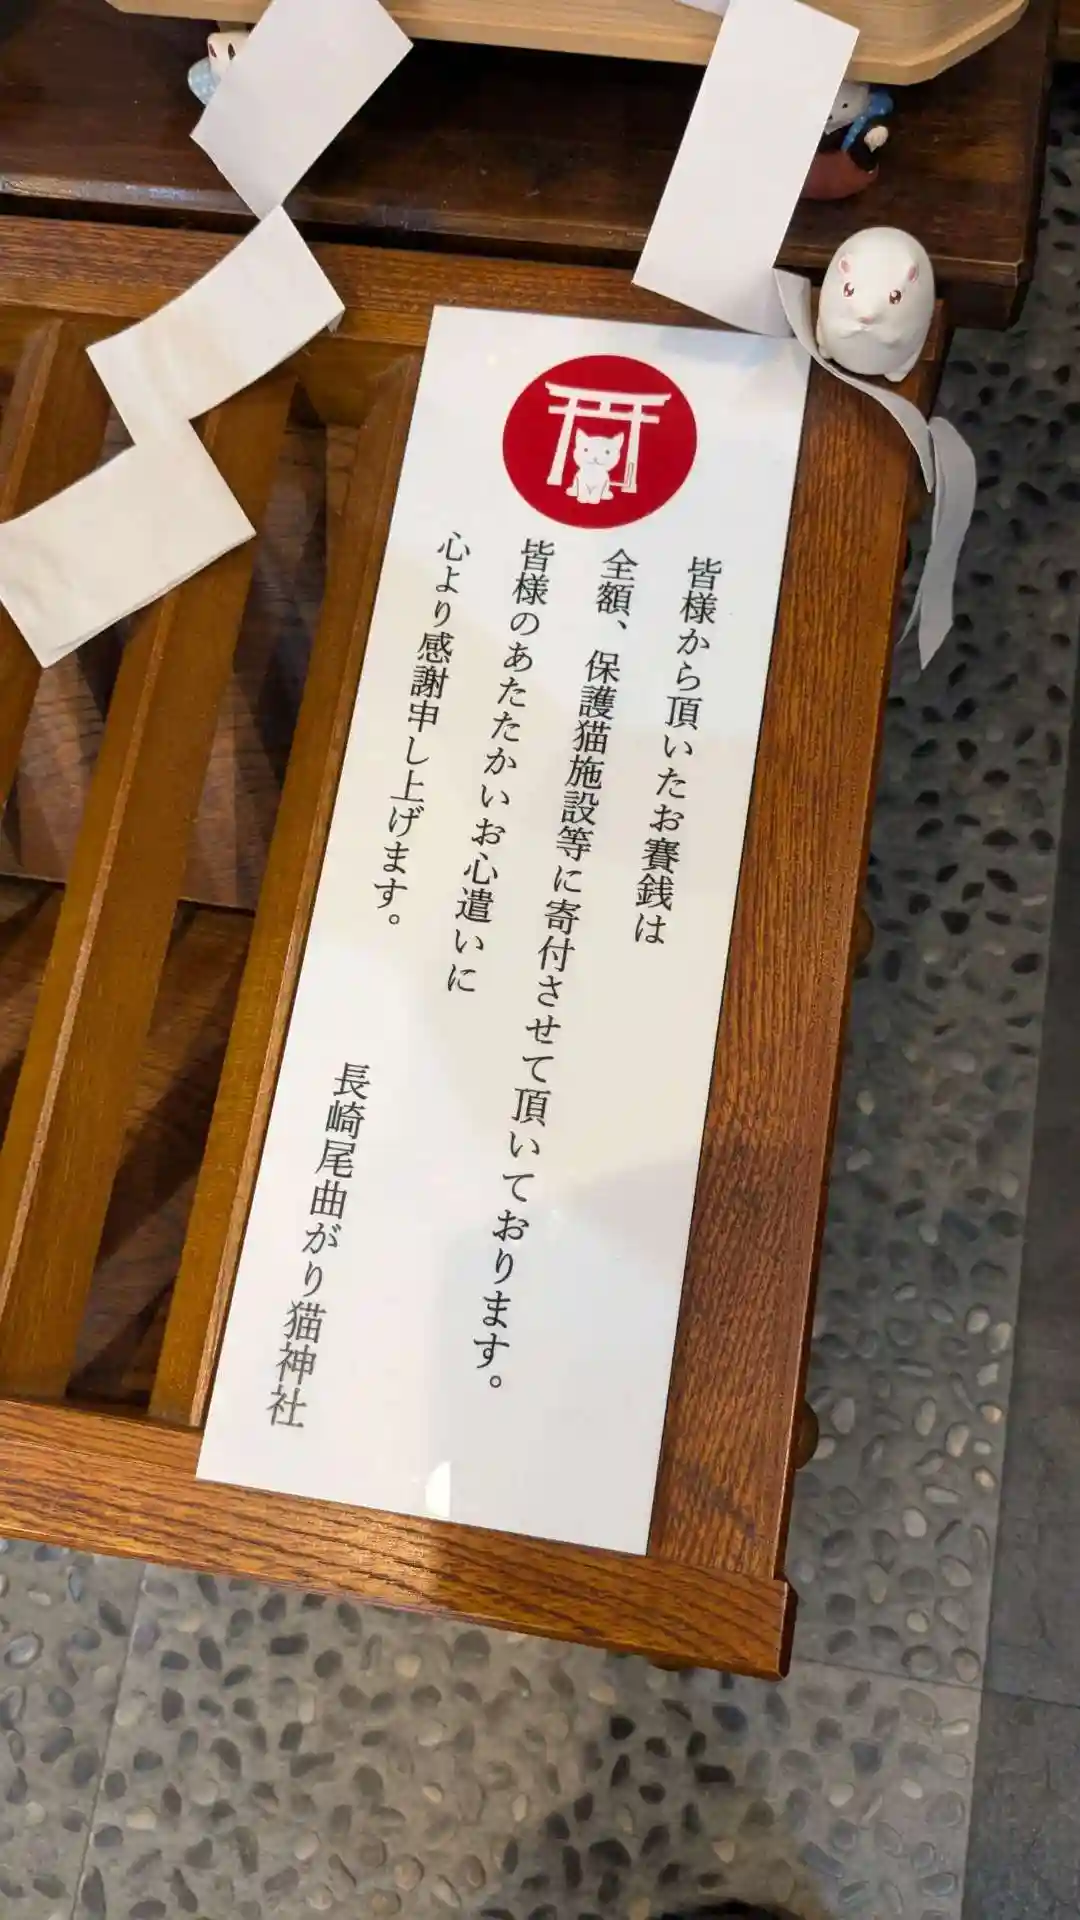 皆様から頂いたお賽銭は
全額、保護猫施設等に寄付させて頂いております。
皆様のあたたかいお心遣いに
心より感謝申し上げます。
長崎尾曲がり猫神社